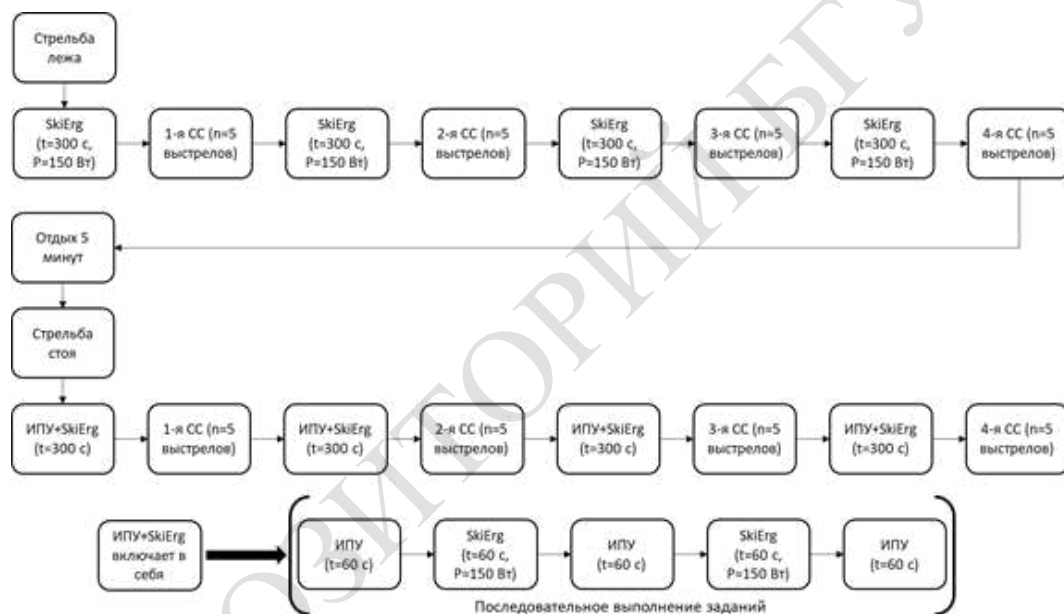 Стрельба
лежа
SkiErg
(t=300 с,
P=150 Вт)
1-я СС (n=5
выстрелов)
SkiErg
(t=300 с,
P=150 Вт)
2-я СС (n=5
выстрелов)
SkiErg
(t=300 с,
P=150 Вт)
3-я СС (n=5
выстрелов)
SkiErg
(t=300 с,
P=150 Вт)
4-я СС (n=5
выстрелов)
Отдых 5
минут
Стрельба
стоя
ИПУ+SkiErg
(t=300 с)
1-я СС (n=5
выстрелов)
ИПУ+SkiErg
(t=300 с)
2-я СС (n=5
выстрелов)
ИПУ+SkiErg
(t=300 с)
3-я СС (n=5
выстрелов)
ИПУ+SkiErg
(t=300 с)
4-я СС (n=5
выстрелов)
ИПУ+SkiErg
включает в
себя
ИПУ
(t=60 с)
SkiErg
(t=60 с,
P=150 Вт)
ИПУ
(t=60 с)
SkiErg
(t=60 с,
P=150 Вт)
ИПУ
(t=60 с)
Последовательное выполнение заданий